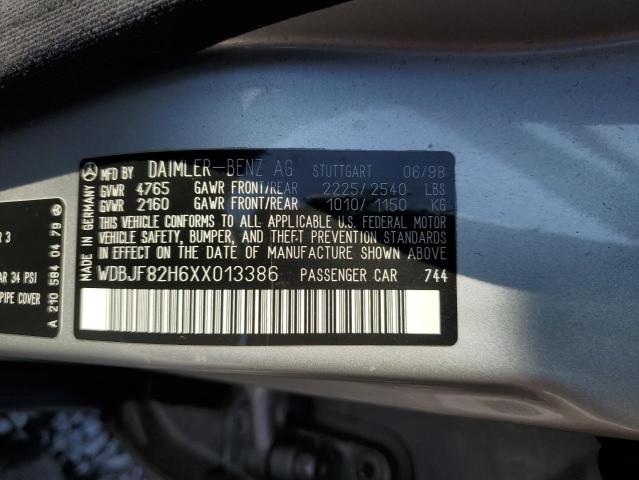 MFD BY DAIMLER-BENZ AG STUTTGART 06/98
GVWR 4765 GAWR FRONT/REAR 2225/2540 LBS
GVWR 2160 GAWR FRONT/REAR 1010/1150 KG
THIS VEHICLE CONFORMS TO ALL APPLICABLE U.S. FEDERAL MOTOR
VEHICLE SAFETY, BUMPER, AND THEFT PREVENTION STANDARDS
IN EFFECT ON THE DATE OF MANUFACTURE SHOWN ABOVE
WDBJF82H6XX013386 PASSENGER CAR 744
MADE IN GERMANY
A 210 584 04 79
R 3
AR 34 PSI
PIPE COVER